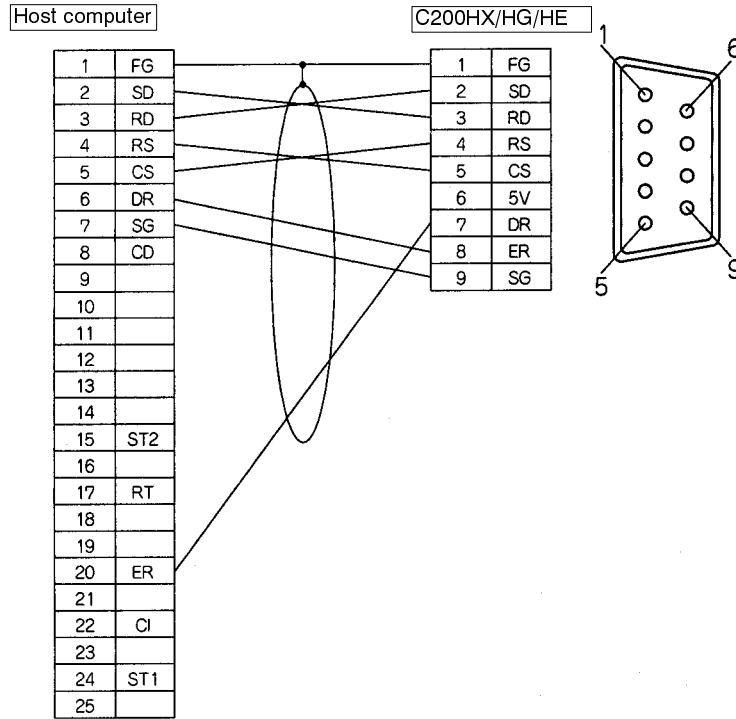 Host computer
C200HX/HG/HE
1 FG
2 SD
3 RD
4 RS
5 CS
6 DR
7 SG
8 CD
9
10
11
12
13
14
15 ST2
16
17 RT
18
19
20 ER
21
22 CI
23
24 ST1
25
1 FG
2 SD
3 RD
4 RS
5 CS
6 5V
7 DR
8 ER
9 SG
1
6
5
9